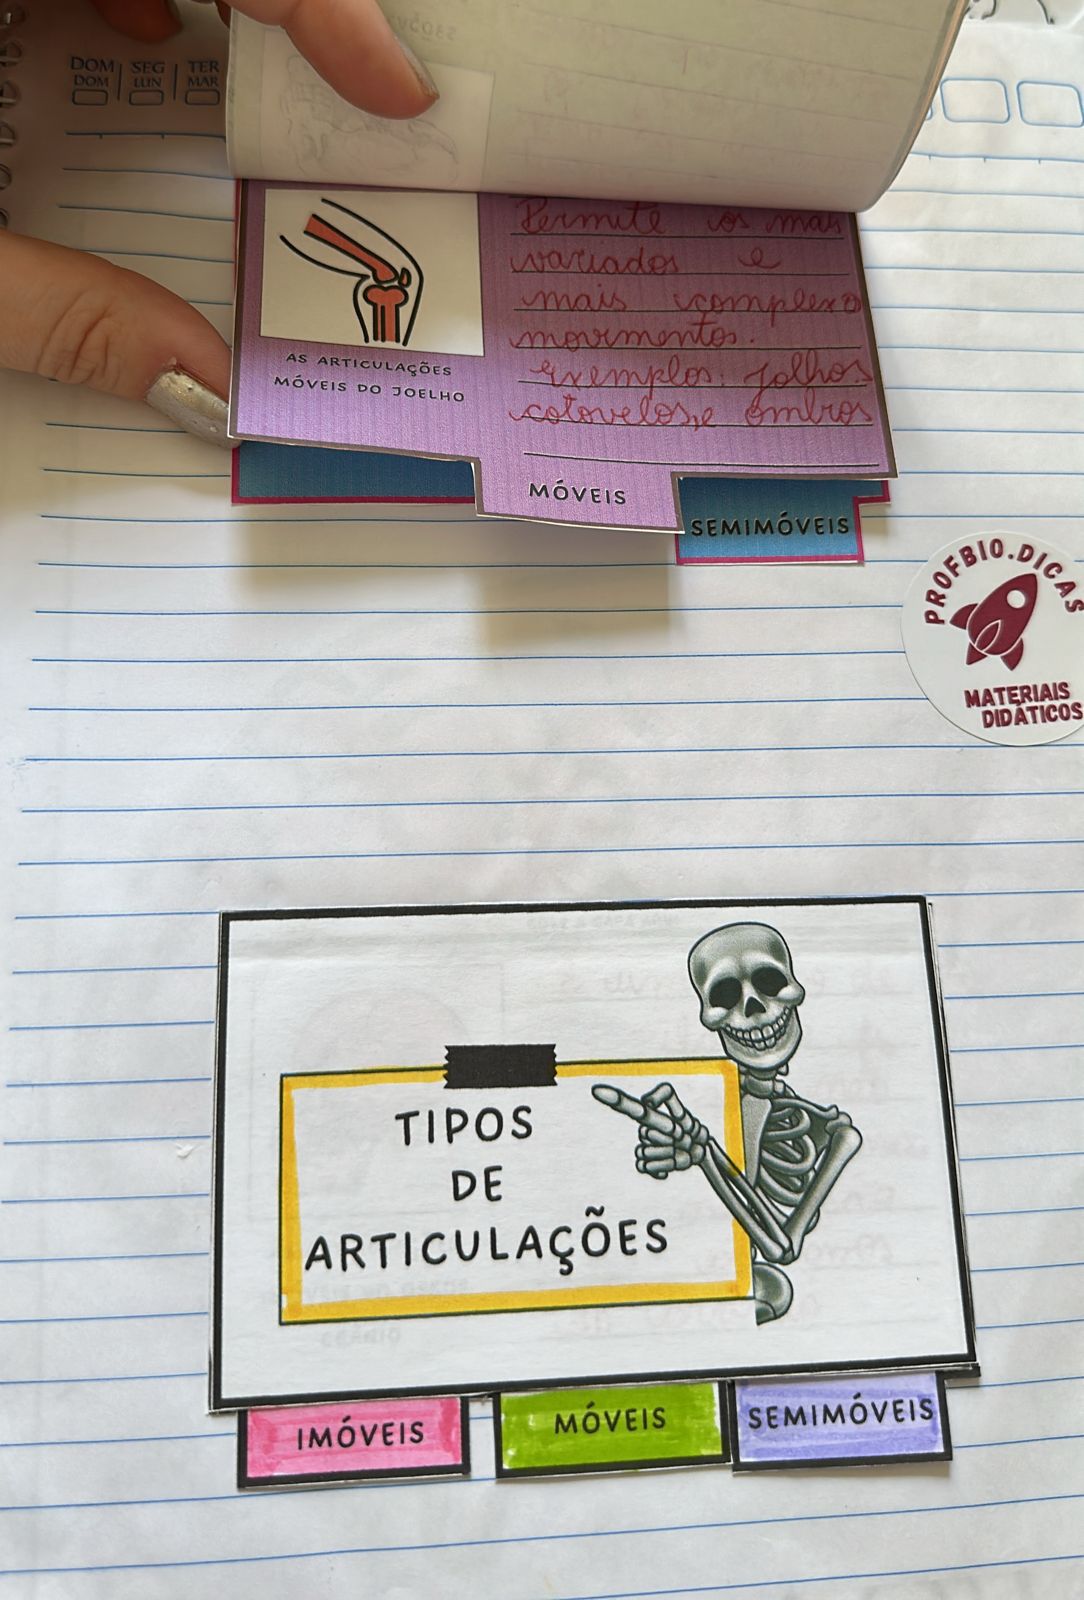 DOM SEG TER
DOM LUN MAR
Permite os mais
variados e
mais complexos
movimentos.
exemplos: jolhos
cotovelos, e ombros
AS ARTICULAÇÕES
MÓVEIS DO JOELHO
MÓVEIS
SEMIMÓVEIS
PROFBIO.DICAS
MATERIAIS
DIDÁTICOS
TIPOS
DE
ARTICULAÇÕES
IMÓVEIS
MÓVEIS
SEMIMÓVEIS